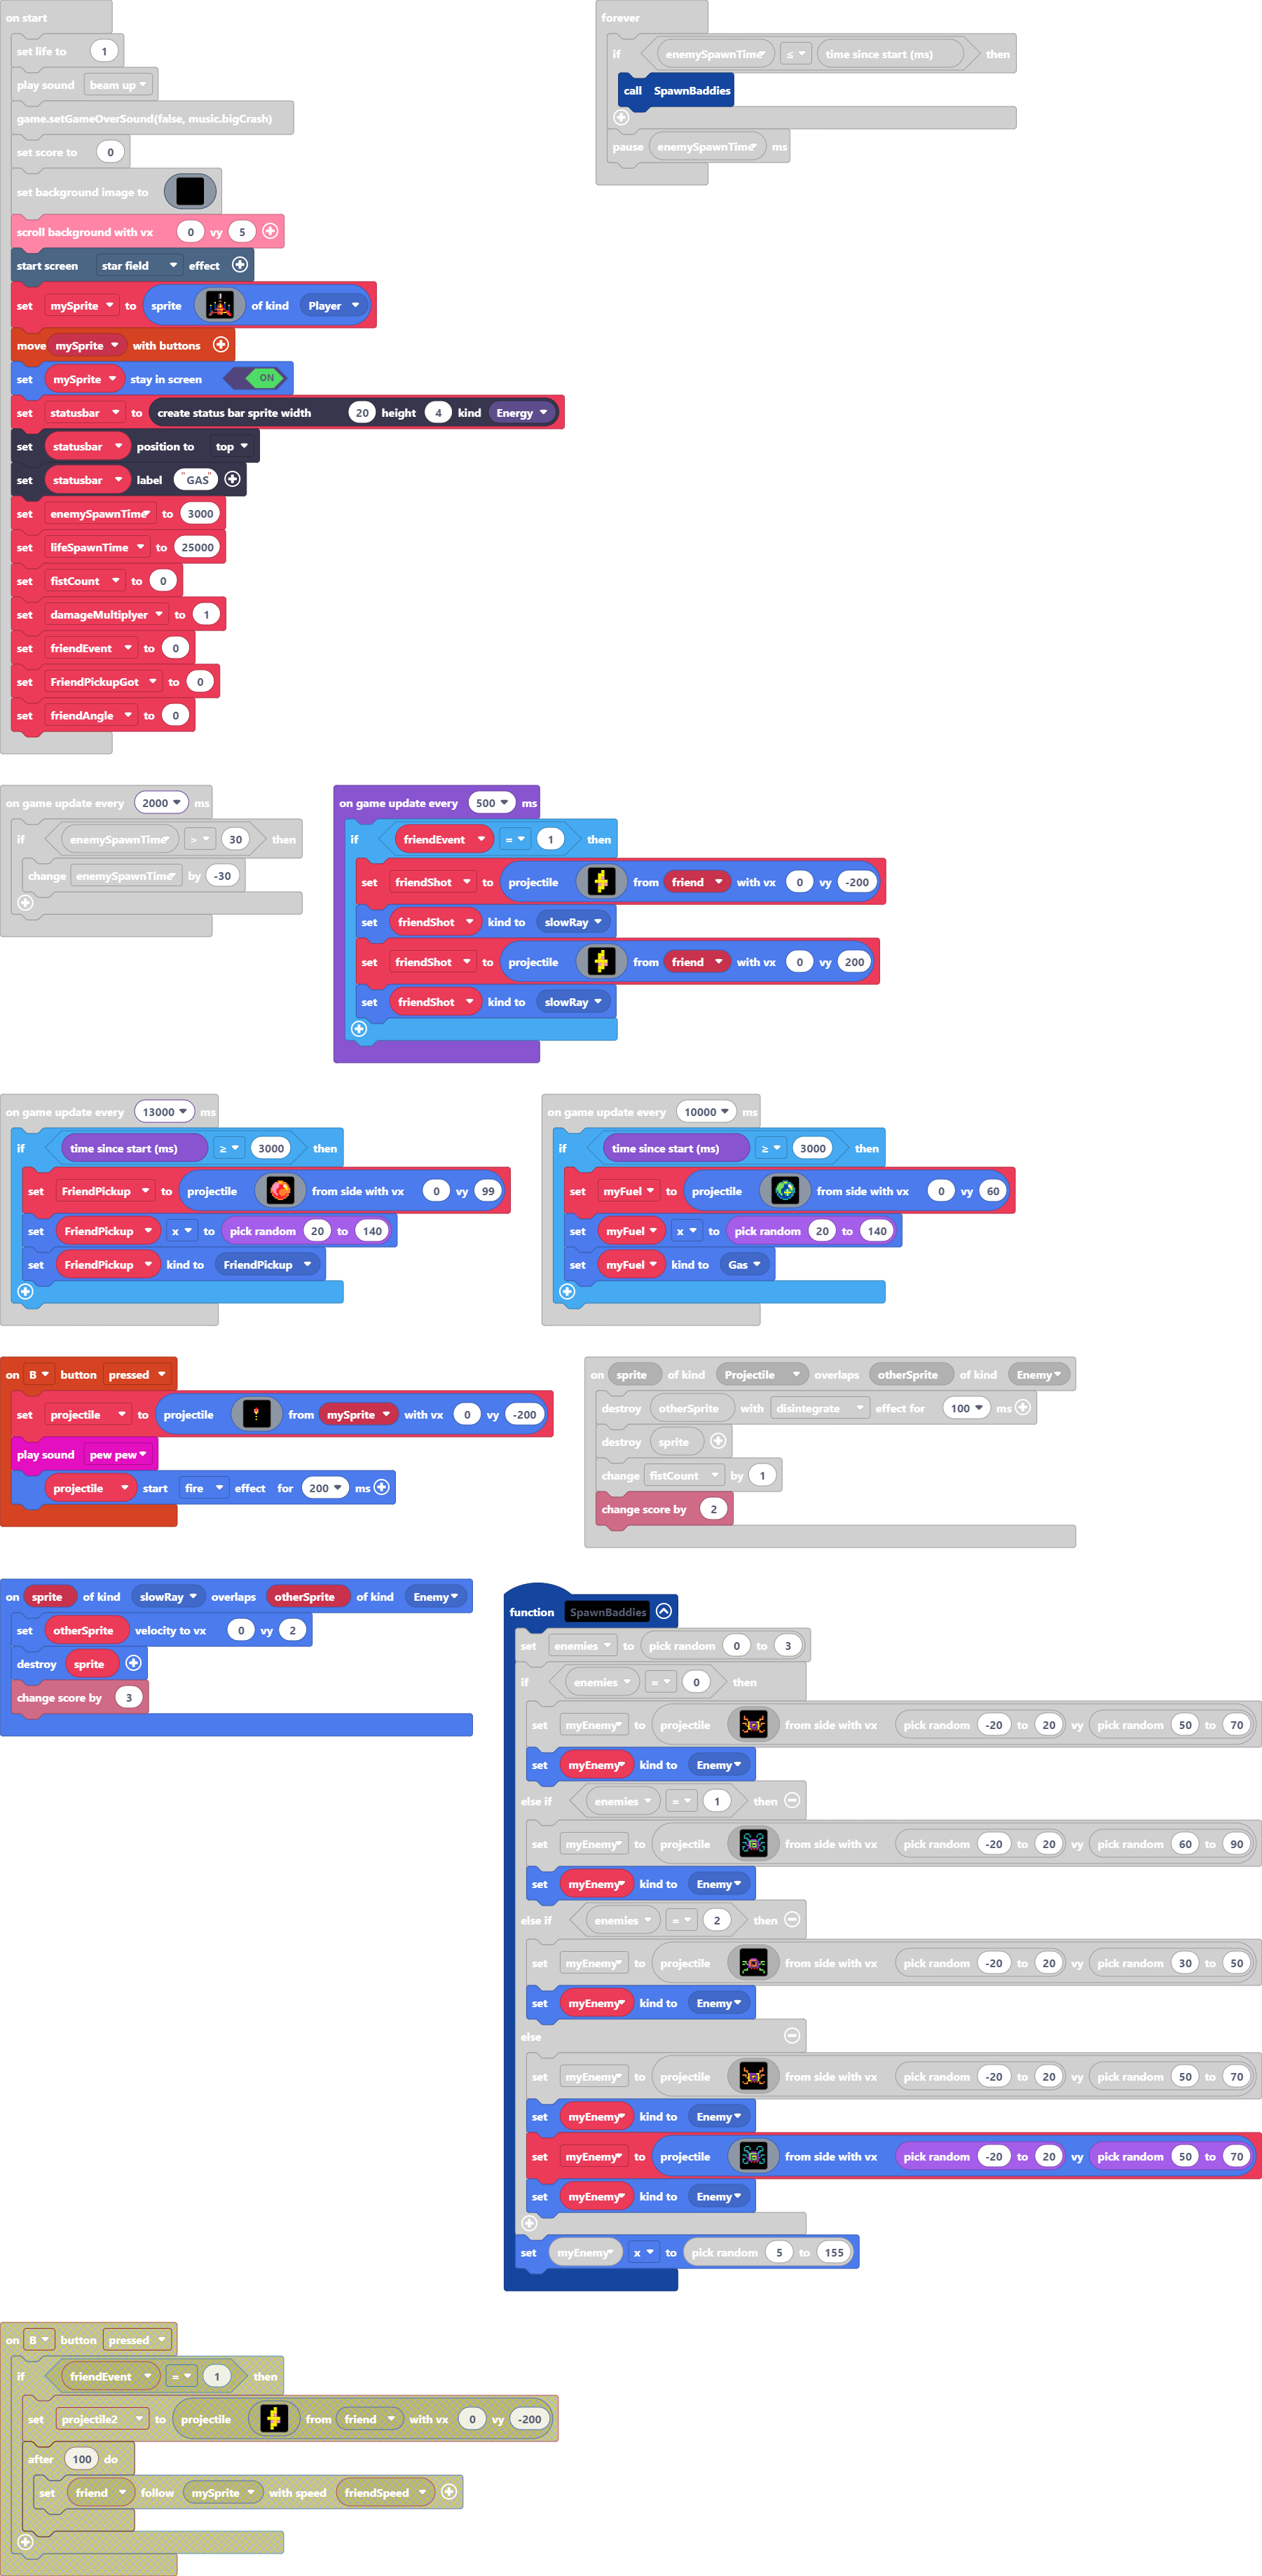 on start
set life to 1
play sound beam up
game.setGameOverSound(false, music.bigCrash)
set score to 0
set background image to
scroll background with vx 0 vy 5
start screen star field effect
set mySprite to sprite of kind Player
move mySprite with buttons
set mySprite stay in screen ON
set statusbar to create status bar sprite width 20 height 4 kind Energy
set statusbar position to top
set statusbar label "GAS"
set enemySpawnTime to 3000
set lifeSpawnTime to 25000
set fistCount to 0
set damageMultiplyer to 1
set friendEvent to 0
set FriendPickupGot to 0
set friendAngle to 0
forever
if enemySpawnTime ≤ time since start (ms) then
call SpawnBaddies
pause enemySpawnTime ms
on game update every 2000 ms
if enemySpawnTime > 30 then
change enemySpawnTime by -30
on game update every 500 ms
if friendEvent = 1 then
set friendShot to projectile from friend with vx 0 vy -200
set friendShot kind to slowRay
set friendShot to projectile from friend with vx 0 vy 200
set friendShot kind to slowRay
on game update every 13000 ms
if time since start (ms) ≥ 3000 then
set FriendPickup to projectile from side with vx 0 vy 99
set FriendPickup x to pick random 20 to 140
set FriendPickup kind to FriendPickup
on game update every 10000 ms
if time since start (ms) ≥ 3000 then
set myFuel to projectile from side with vx 0 vy 60
set myFuel x to pick random 20 to 140
set myFuel kind to Gas
on B button pressed
set projectile to projectile from mySprite with vx 0 vy -200
play sound pew pew
projectile start fire effect for 200 ms
on sprite of kind Projectile overlaps otherSprite of kind Enemy
destroy otherSprite with disintegrate effect for 100 ms
destroy sprite
change fistCount by 1
change score by 2
on sprite of kind slowRay overlaps otherSprite of kind Enemy
set otherSprite velocity to vx 0 vy 2
destroy sprite
change score by 3
function SpawnBaddies
set enemies to pick random 0 to 3
if enemies = 0 then
set myEnemy to projectile from side with vx pick random -20 to 20 vy pick random 50 to 70
set myEnemy kind to Enemy
else if enemies = 1 then
set myEnemy to projectile from side with vx pick random -20 to 20 vy pick random 60 to 90
set myEnemy kind to Enemy
else if enemies = 2 then
set myEnemy to projectile from side with vx pick random -20 to 20 vy pick random 30 to 50
set myEnemy kind to Enemy
else
set myEnemy to projectile from side with vx pick random -20 to 20 vy pick random 50 to 70
set myEnemy kind to Enemy
set myEnemy to projectile from side with vx pick random -20 to 20 vy pick random 50 to 70
set myEnemy kind to Enemy
set myEnemy x to pick random 5 to 155
on B button pressed
if friendEvent = 1 then
set projectile2 to projectile from friend with vx 0 vy -200
after 100 do
set friend follow mySprite with speed friendSpeed